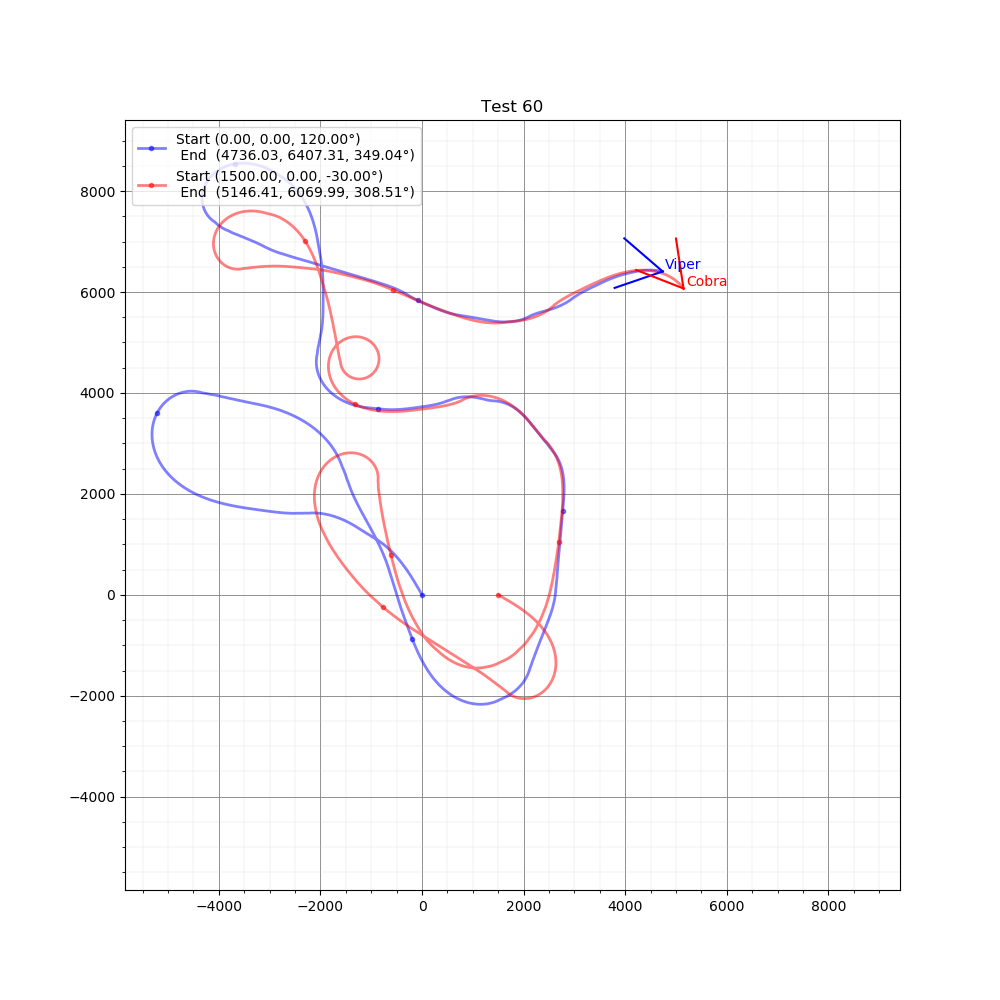 Test 60
Start (0.00, 0.00, 120.00°)
End (4736.03, 6407.31, 349.04°)
Start (1500.00, 0.00, -30.00°)
End (5146.41, 6069.99, 308.51°)
8000
6000
4000
2000
0
−2000
−4000
Viper
Cobra
−4000 −2000 0 2000 4000 6000 8000